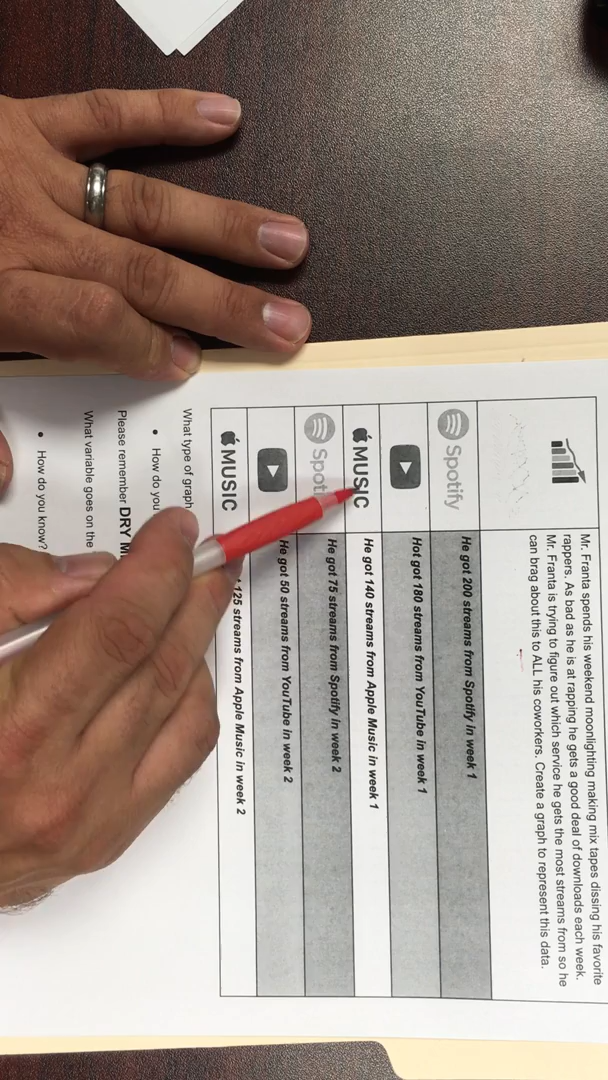 Mr. Franta spends his weekend moonlighting making mix tapes dissing his favorite
rappers. As bad as he is at rapping he gets a good deal of downloads each week.
Mr. Franta is trying to figure out which service he gets the most streams from so he
can brag about this to ALL his coworkers. Create a graph to represent this data.
Spotify He got 200 streams from Spotify in week 1
Hot got 180 streams from YouTube in week 1
MUSIC He got 140 streams from Apple Music in week 1
Spoti He got 75 streams from Spotify in week 2
He got 50 streams from YouTube in week 2
MUSIC 125 streams from Apple Music in week 2
What type of graph
• How do you
Please remember DRY M
What variable goes on the
• How do you know?